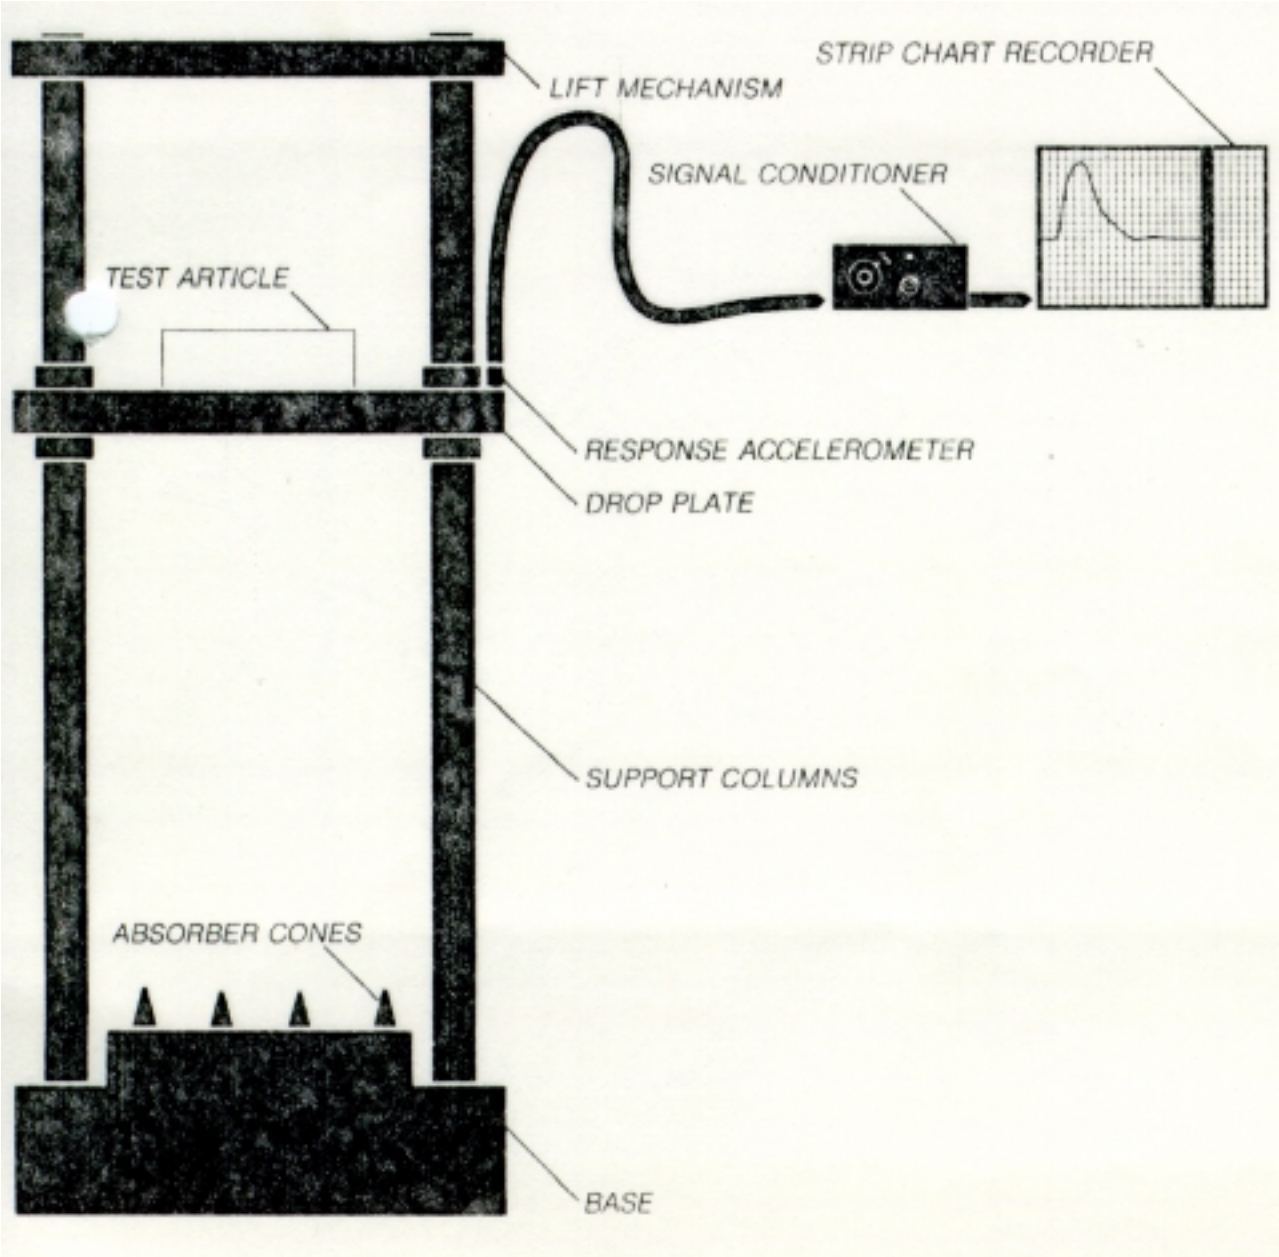 STRIP CHART RECORDER
LIFT MECHANISM
SIGNAL CONDITIONER
TEST ARTICLE
RESPONSE ACCELEROMETER
DROP PLATE
SUPPORT COLUMNS
ABSORBER CONES
BASE